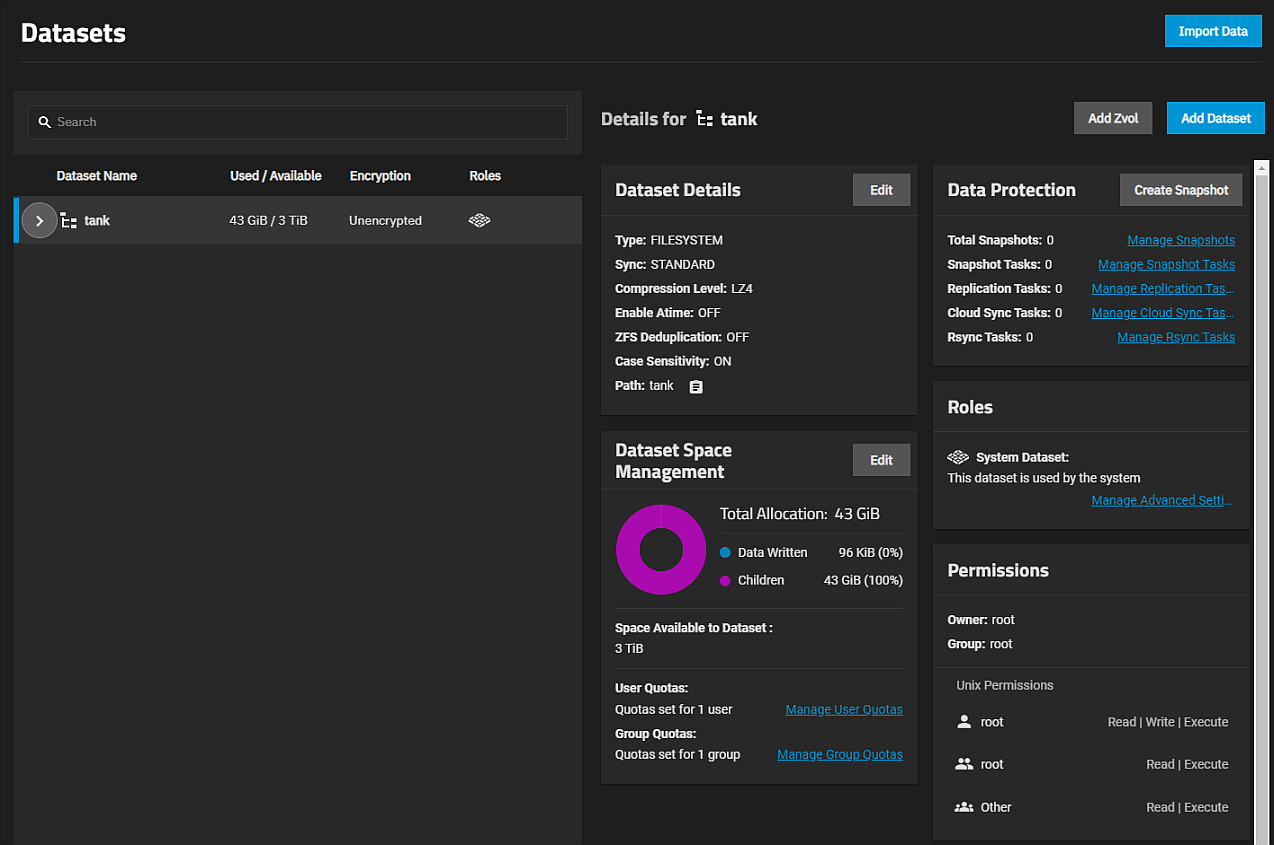 Datasets
Import Data
Search
Dataset Name Used / Available Encryption Roles
tank 43 GiB / 3 TiB Unencrypted
Details for tank
Add Zvol
Add Dataset
Dataset Details
Edit
Type: FILESYSTEM
Sync: STANDARD
Compression Level: LZ4
Enable Atime: OFF
ZFS Deduplication: OFF
Case Sensitivity: ON
Path: tank
Dataset Space
Management
Edit
Total Allocation: 43 GiB
Data Written 96 KiB (0%)
Children 43 GiB (100%)
Space Available to Dataset :
3 TiB
User Quotas:
Quotas set for 1 user Manage User Quotas
Group Quotas:
Quotas set for 1 group Manage Group Quotas
Data Protection
Create Snapshot
Total Snapshots: 0 Manage Snapshots
Snapshot Tasks: 0 Manage Snapshot Tasks
Replication Tasks: 0 Manage Replication Tas...
Cloud Sync Tasks: 0 Manage Cloud Sync Tas...
Rsync Tasks: 0 Manage Rsync Tasks
Roles
System Dataset:
This dataset is used by the system
Manage Advanced Setti...
Permissions
Owner: root
Group: root
Unix Permissions
root Read | Write | Execute
root Read | Execute
Other Read | Execute